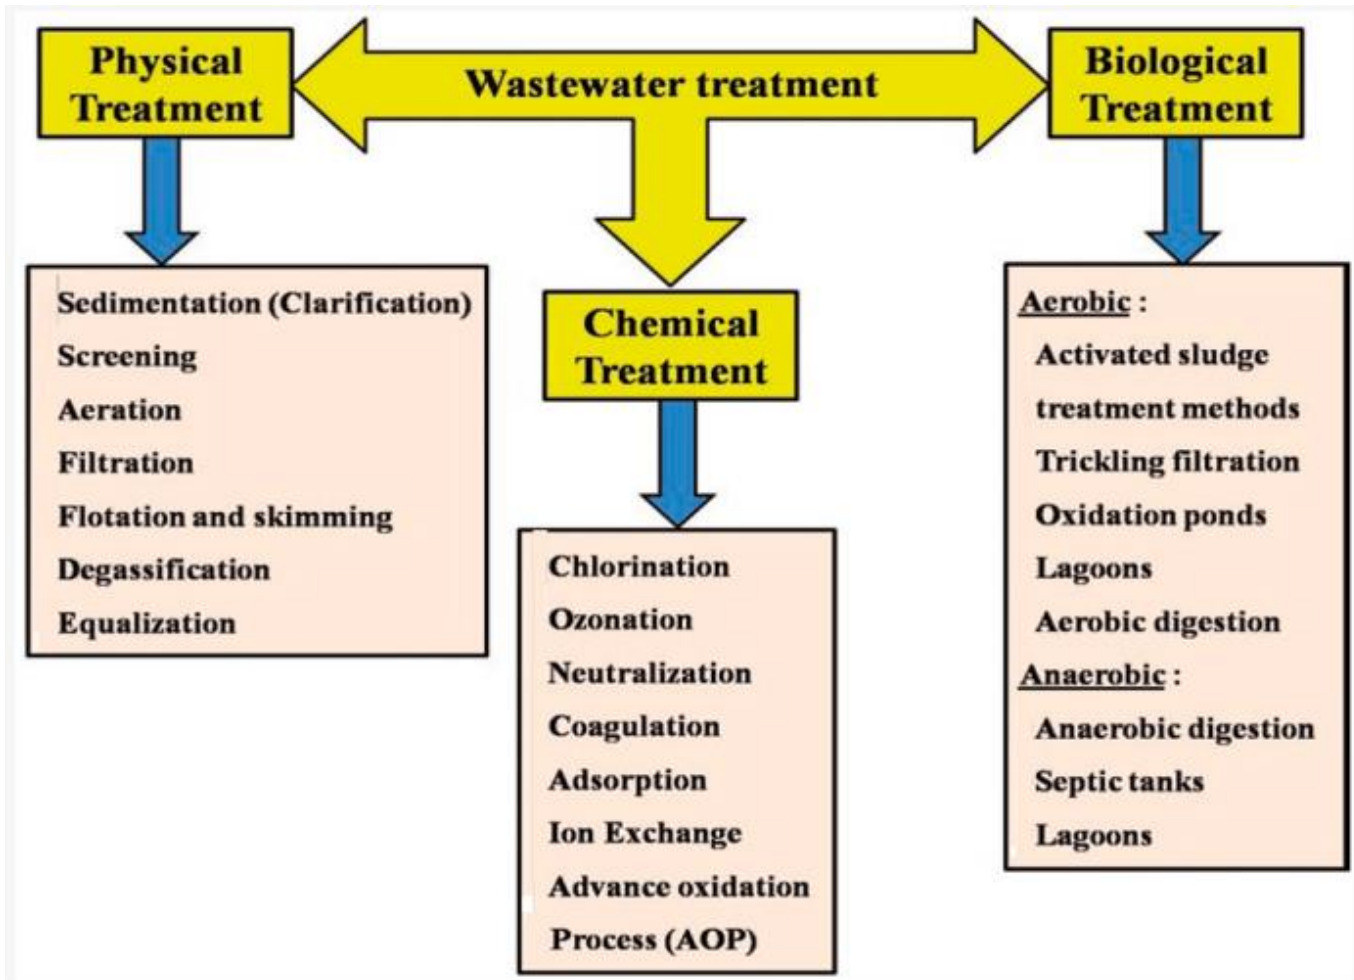 Physical
Treatment
Wastewater treatment
Biological
Treatment
Sedimentation (Clarification)
Screening
Aeration
Filtration
Flotation and skimming
Degassification
Equalization
Chemical
Treatment
Chlorination
Ozonation
Neutralization
Coagulation
Adsorption
Ion Exchange
Advance oxidation
Process (AOP)
Aerobic :
Activated sludge
treatment methods
Trickling filtration
Oxidation ponds
Lagoons
Aerobic digestion
Anaerobic :
Anaerobic digestion
Septic tanks
Lagoons